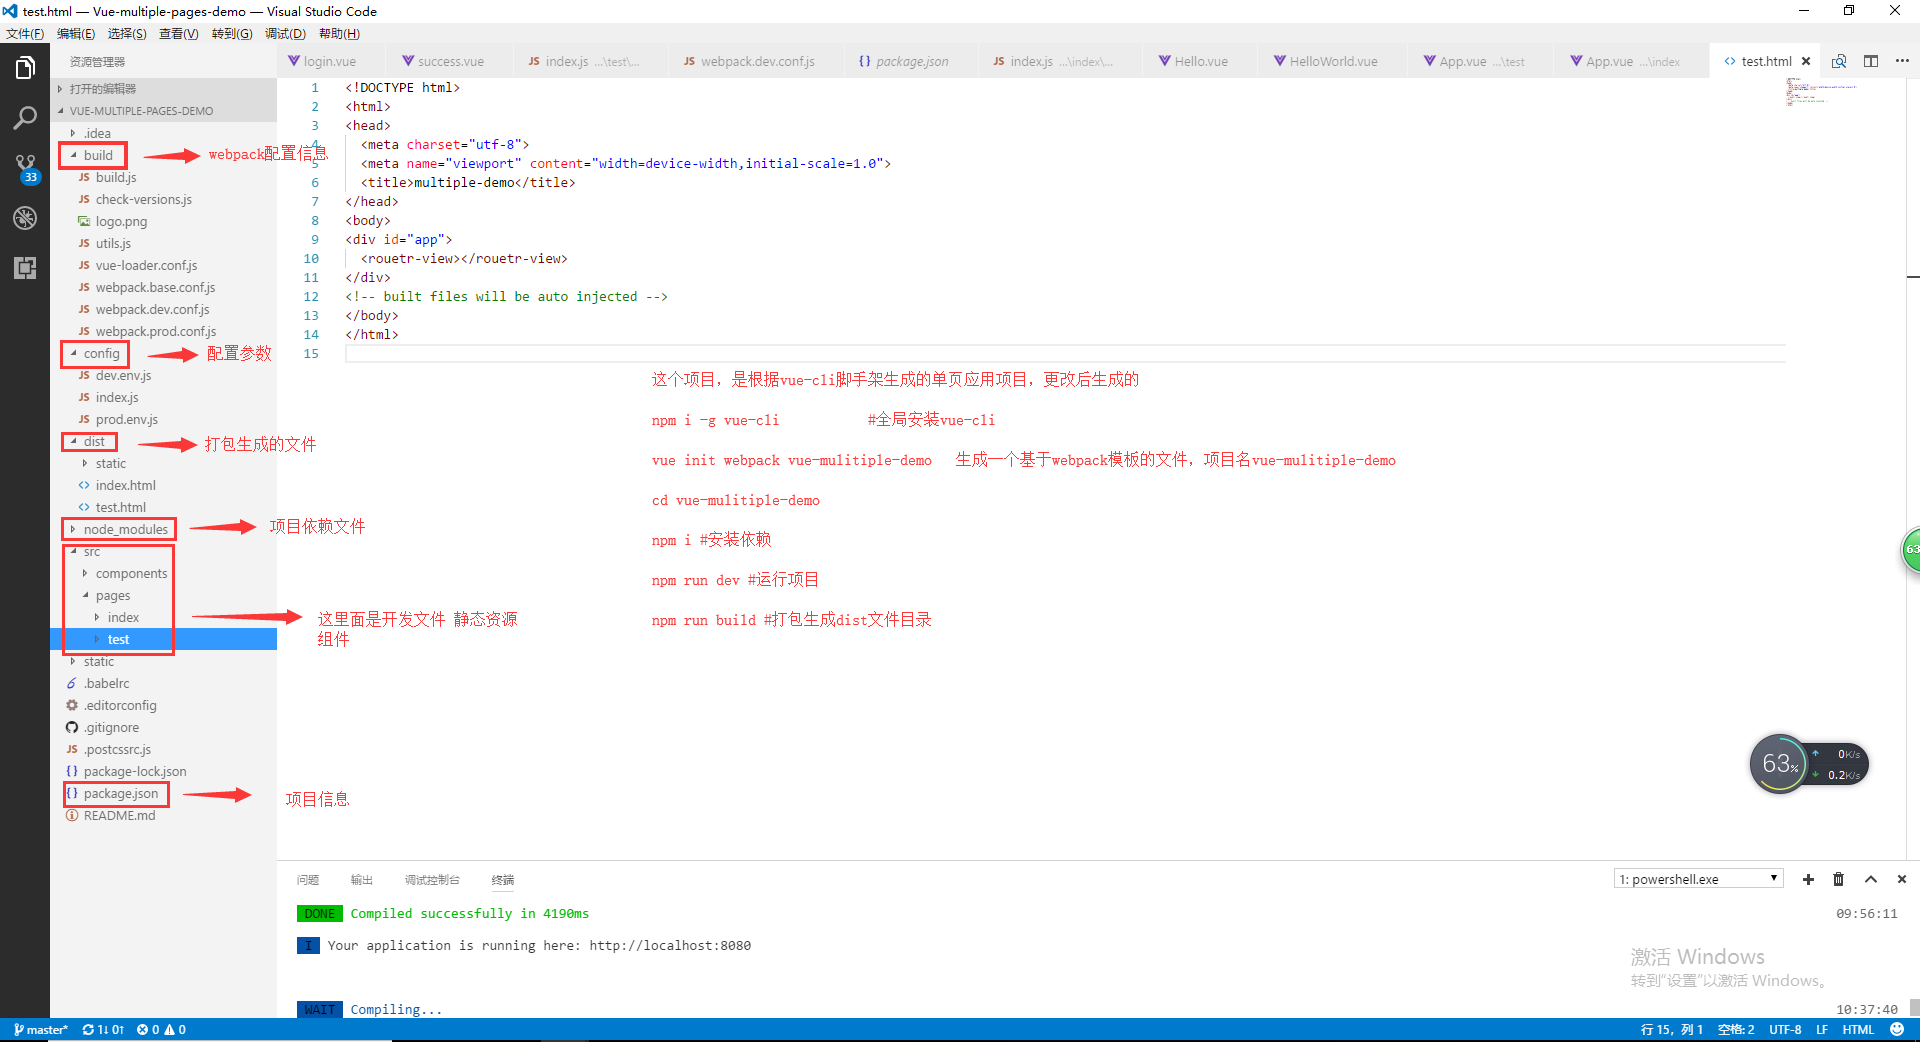 test.html — Vue-multiple-pages-demo — Visual Studio Code
文件(F) 编辑(E) 选择(S) 查看(V) 转到(G) 调试(D) 帮助(H)
资源管理器
login.vue success.vue JS index.js ...\test\... JS webpack.dev.conf.js {} package.json JS index.js ...\index\... Hello.vue HelloWorld.vue App.vue ...\test App.vue ...\index <> test.html
打开的编辑器
VUE-MULTIPLE-PAGES-DEMO
.idea
build
webpack配置信息
JS build.js
JS check-versions.js
logo.png
JS utils.js
JS vue-loader.conf.js
JS webpack.base.conf.js
JS webpack.dev.conf.js
JS webpack.prod.conf.js
config
配置参数
JS dev.env.js
JS index.js
JS prod.env.js
dist
打包生成的文件
static
<> index.html
<> test.html
node_modules
项目依赖文件
src
components
pages
index
test
这里面是开发文件 静态资源
组件
static
.babelrc
.editorconfig
.gitignore
JS .postcssrc.js
{} package-lock.json
{} package.json
项目信息
README.md
33
1 <!DOCTYPE html>
2 <html>
3 <head>
4 <meta charset="utf-8">
5 <meta name="viewport" content="width=device-width,initial-scale=1.0">
6 <title>multiple-demo</title>
7 </head>
8 <body>
9 <div id="app">
10 <rouetr-view></rouetr-view>
11 </div>
12 <!-- built files will be auto injected -->
13 </body>
14 </html>
15
这个项目，是根据vue-cli脚手架生成的单页应用项目，更改后生成的
npm i -g vue-cli #全局安装vue-cli
vue init webpack vue-mulitiple-demo 生成一个基于webpack模板的文件，项目名vue-mulitiple-demo
cd vue-mulitiple-demo
npm i #安装依赖
npm run dev #运行项目
npm run build #打包生成dist文件目录
63
63% 0K/s
0.2K/s
问题 输出 调试控制台 终端
1: powershell.exe
DONE Compiled successfully in 4190ms 09:56:11
I Your application is running here: http://localhost:8080
激活 Windows
转到“设置”以激活 Windows。
WAIT Compiling... 10:37:40
master* 1↓ 0↑ 0 0 行 15，列 1 空格: 2 UTF-8 LF HTML